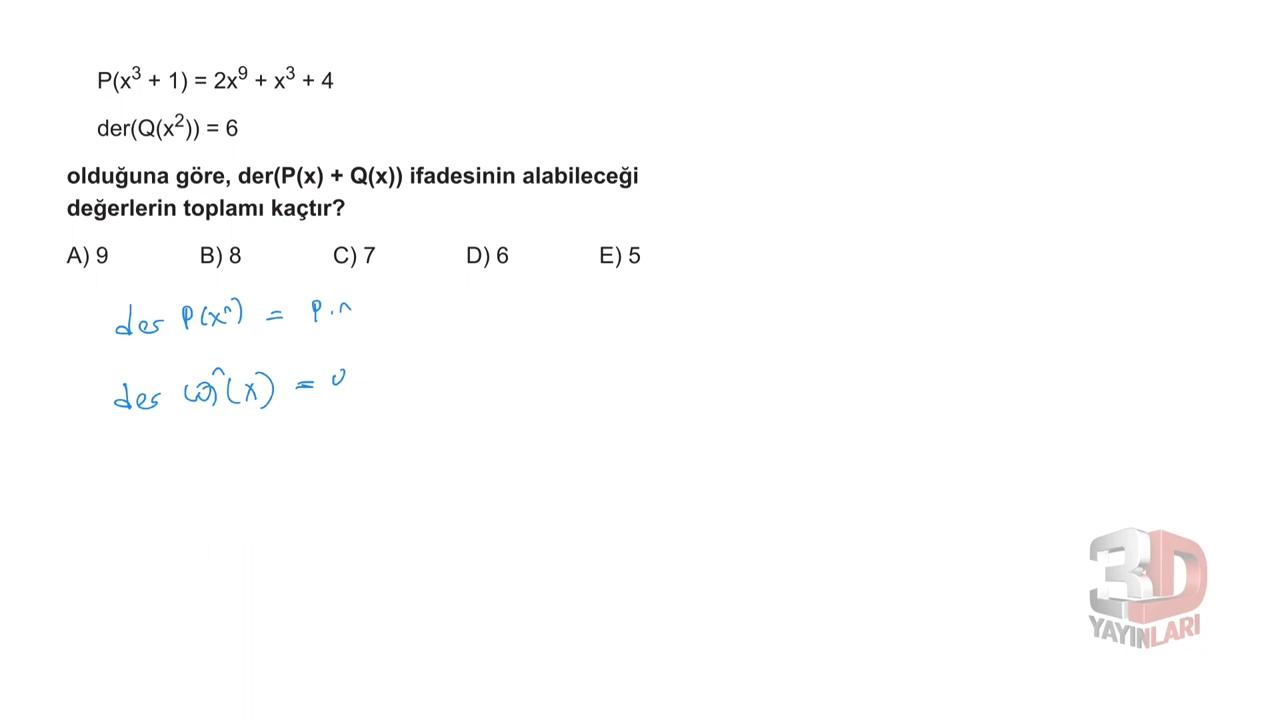 P(x³ + 1) = 2x⁹ + x³ + 4
der(Q(x²)) = 6
olduğuna göre, der(P(x) + Q(x)) ifadesinin alabileceği
değerlerin toplamı kaçtır?
A) 9 B) 8 C) 7 D) 6 E) 5
der P(xⁿ) = P.n
der (x) =
3D
YAYINLARI